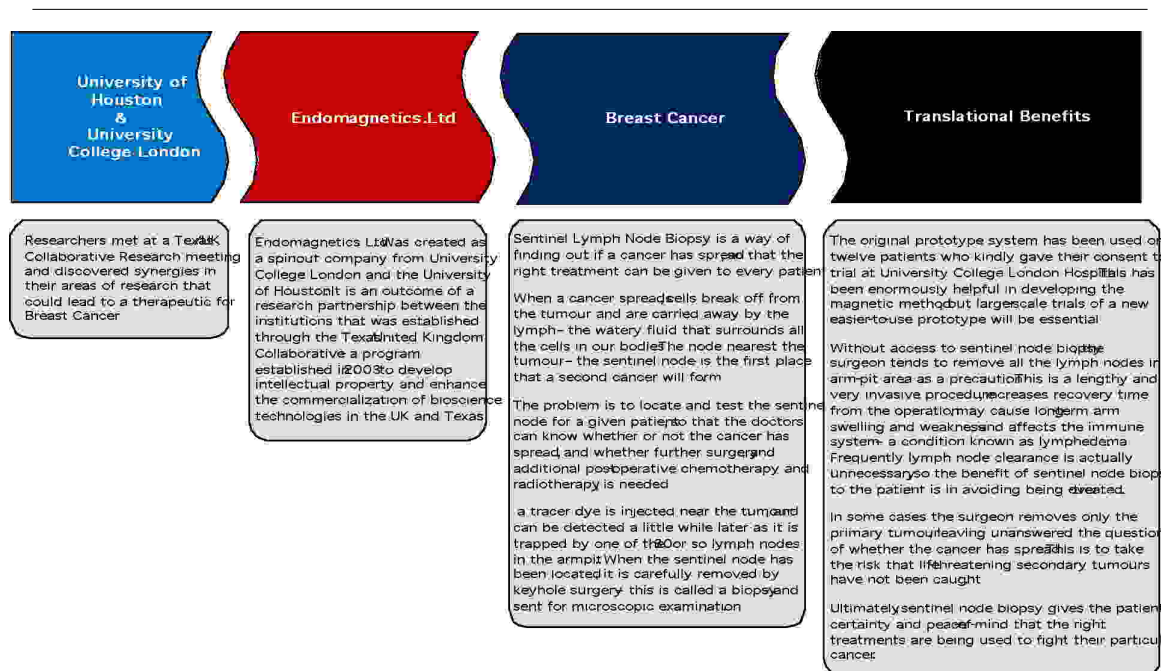 University of
Houston
&
University
College London
Endomagnetics.Ltd
Breast Cancer
Translational Benefits
Researchers met at a Texas/UK
Collaborative Research meeting
and discovered synergies in
their areas of research that
could lead to a therapeutic for
Breast Cancer
Endomagnetics Ltd. Was created as
a spinout company from University
College London and the University
of Houston. It is an outcome of a
research partnership between the
institutions that was established
through the Texas/United Kingdom
Collaborative a program
established in 2003 to develop
intellectual property and enhance
the commercialization of bioscience
technologies in the UK and Texas
Sentinel Lymph Node Biopsy is a way of
finding out if a cancer has spread, so that the
right treatment can be given to every patient
When a cancer spreads, cells break off from
the tumour and are carried away by the
lymph – the watery fluid that surrounds all
the cells in our bodies. The node nearest the
tumour – the sentinel node is the first place
that a second cancer will form
The problem is to locate and test the sentine
node for a given patient, so that the doctors
can know whether or not the cancer has
spread, and whether further surgery, and
additional post-operative chemotherapy and
radiotherapy, is needed
a tracer dye is injected near the tumour, and
can be detected a little while later as it is
trapped by one of the 20 or so lymph nodes
in the armpit. When the sentinel node has
been located, it is carefully removed by
keyhole surgery – this is called a biopsy – and
sent for microscopic examination
The original prototype system has been used on
twelve patients who kindly gave their consent t
trial at University College London Hospital. This has
been enormously helpful in developing the
magnetic method, but larger-scale trials of a new
easier-to-use prototype will be essential
Without access to sentinel node biopsy, the
surgeon tends to remove all the lymph nodes in
arm-pit area as a precaution. This is a lengthy and
very invasive procedure, increases recovery time
from the operation, may cause long-term arm
swelling and weakness, and affects the immune
system – a condition known as lymphedema
Frequently lymph node clearance is actually
unnecessary, so the benefit of sentinel node biops
to the patient is in avoiding being over-treated.
In some cases the surgeon removes only the
primary tumour, leaving unanswered the question
of whether the cancer has spread. This is to take
the risk that life-threatening secondary tumours
have not been caught
Ultimately, sentinel node biopsy gives the patien
certainty and peace-of-mind that the right
treatments are being used to fight their particul
cancer.